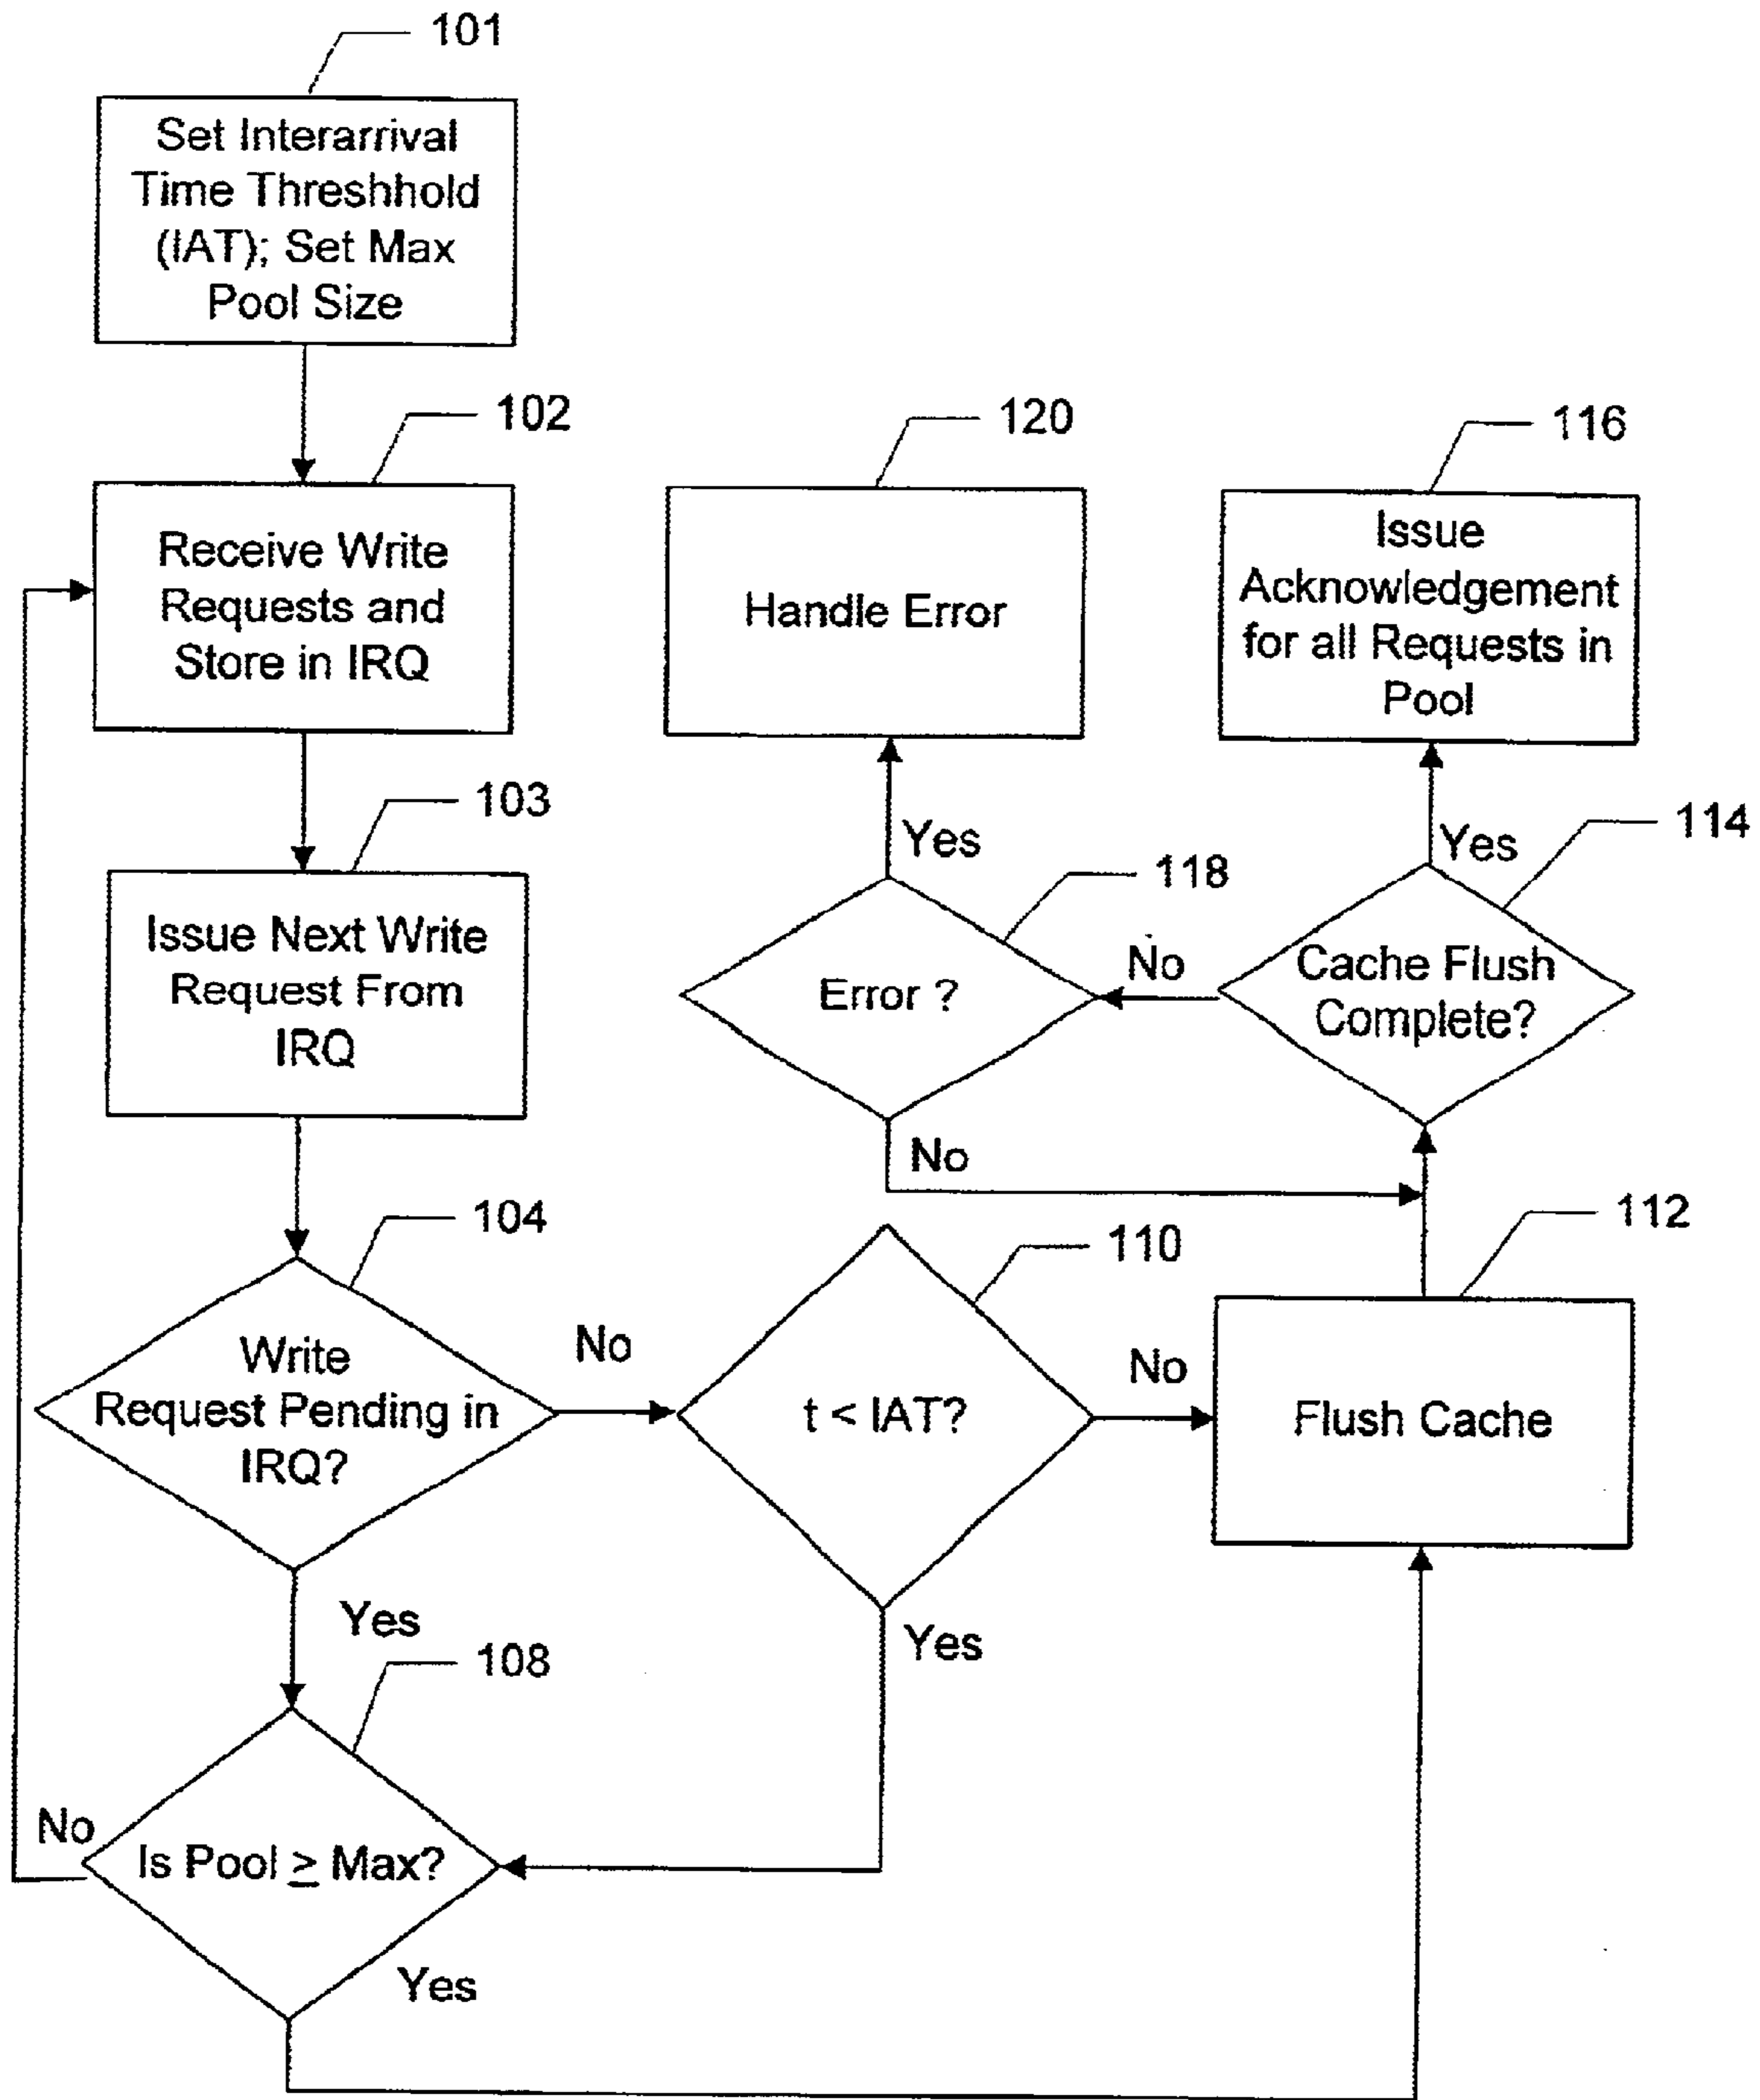 101
Set Interarrival
Time Threshhold
(IAT); Set Max
Pool Size
102
Receive Write
Requests and
Store in IRQ
120
Handle Error
116
Issue
Acknowledgement
for all Requests in
Pool
103
Issue Next Write
Request From
IRQ
Yes
118
Error ?
No
Yes
114
Cache Flush
Complete?
No
104
Write
Request Pending in
IRQ?
No
110
t < IAT?
No
112
Flush Cache
Yes
Yes
108
Is Pool ≥ Max?
No
Yes